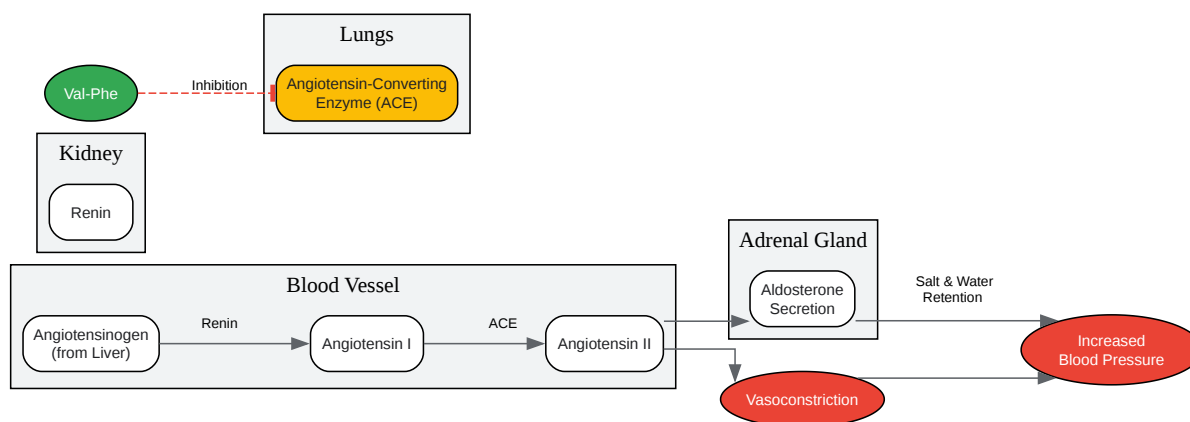 Lungs
Val-Phe
Inhibition
Angiotensin-Converting
Enzyme (ACE)
Kidney
Renin
Adrenal Gland
Aldosterone
Secretion
Salt & Water
Retention
Blood Vessel
Angiotensinogen
(from Liver)
Renin
Angiotensin I
ACE
Angiotensin II
Increased
Blood Pressure
Vasoconstriction